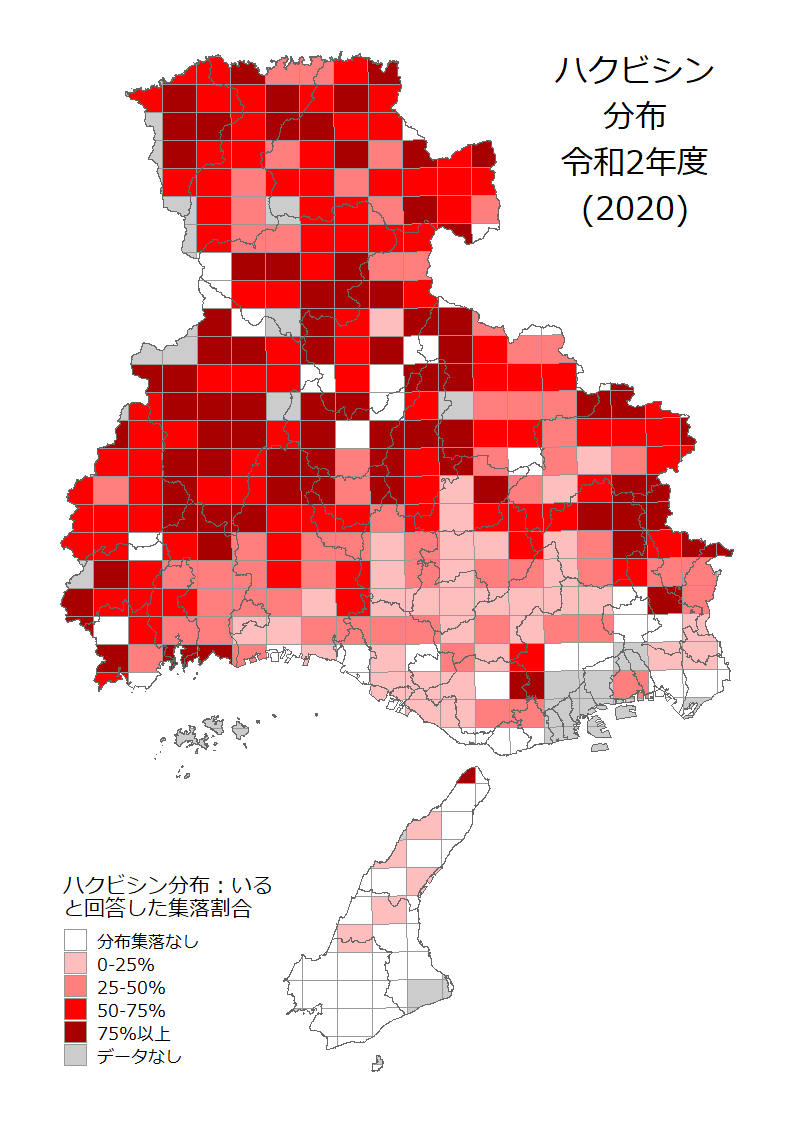 ハクビシン
分布
令和2年度
(2020)
ハクビシン分布：いる
と回答した集落割合
分布集落なし
0-25%
25-50%
50-75%
75%以上
データなし